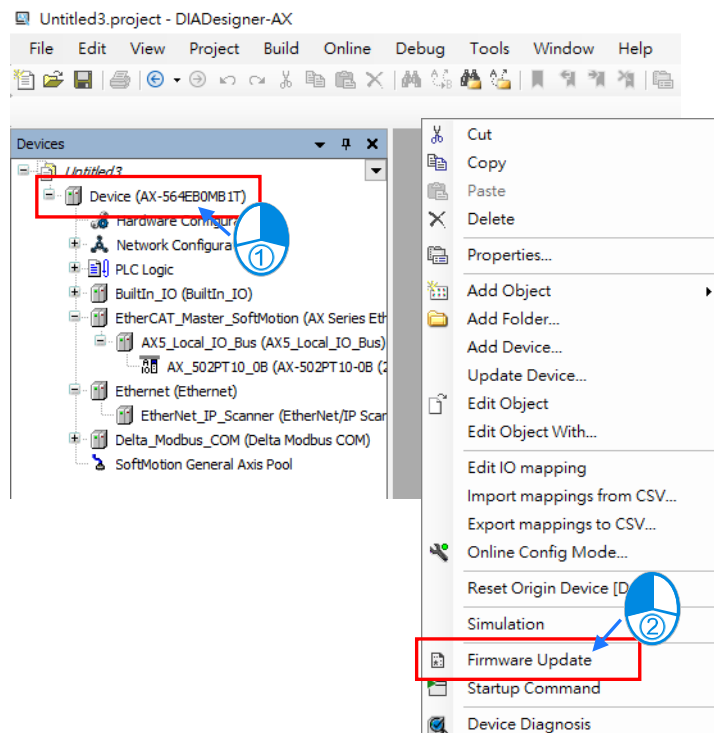 Untitled3.project - DIADesigner-AX
File Edit View Project Build Online Debug Tools Window Help
Devices
Untitled3
Device (AX-564EB0MB1T)
Hardware Configura
Network Configura
PLC Logic
BuiltIn_IO (BuiltIn_IO)
EtherCAT_Master_SoftMotion (AX Series Eth
AX5_Local_IO_Bus (AX5_Local_IO_Bus)
AX_502PT10_0B (AX-502PT10-0B (2
Ethernet (Ethernet)
EtherNet_IP_Scanner (EtherNet/IP Scar
Delta_Modbus_COM (Delta Modbus COM)
SoftMotion General Axis Pool
1
Cut
Copy
Paste
Delete
Properties...
Add Object
Add Folder...
Add Device...
Update Device...
Edit Object
Edit Object With...
Edit IO mapping
Import mappings from CSV...
Export mappings to CSV...
Online Config Mode...
Reset Origin Device [D
Simulation
2
Firmware Update
Startup Command
Device Diagnosis